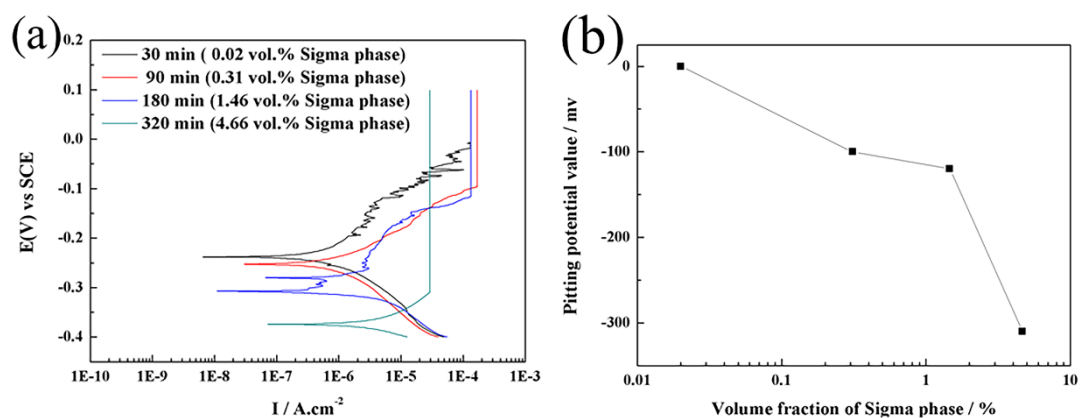 (a)
30 min ( 0.02 vol.% Sigma phase)
90 min (0.31 vol.% Sigma phase)
180 min (1.46 vol.% Sigma phase)
320 min (4.66 vol.% Sigma phase)
0.2
0.1
0.0
-0.1
-0.2
-0.3
-0.4
E(V) vs SCE
1E-10 1E-9 1E-8 1E-7 1E-6 1E-5 1E-4 1E-3
I / A.cm-2
(b)
0
-100
-200
-300
Pitting potential value / mv
0.01 0.1 1 10
Volume fraction of Sigma phase / %